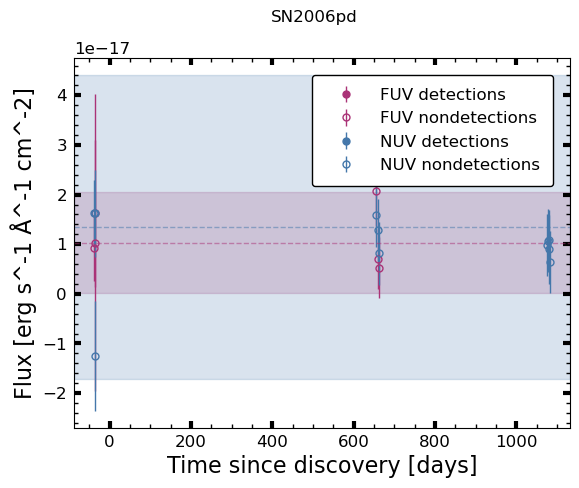 SN2006pd
1e−17
FUV detections
FUV nondetections
NUV detections
NUV nondetections
4
3
2
1
0
−1
−2
Flux [erg s^-1 Å^-1 cm^-2]
0 200 400 600 800 1000
Time since discovery [days]